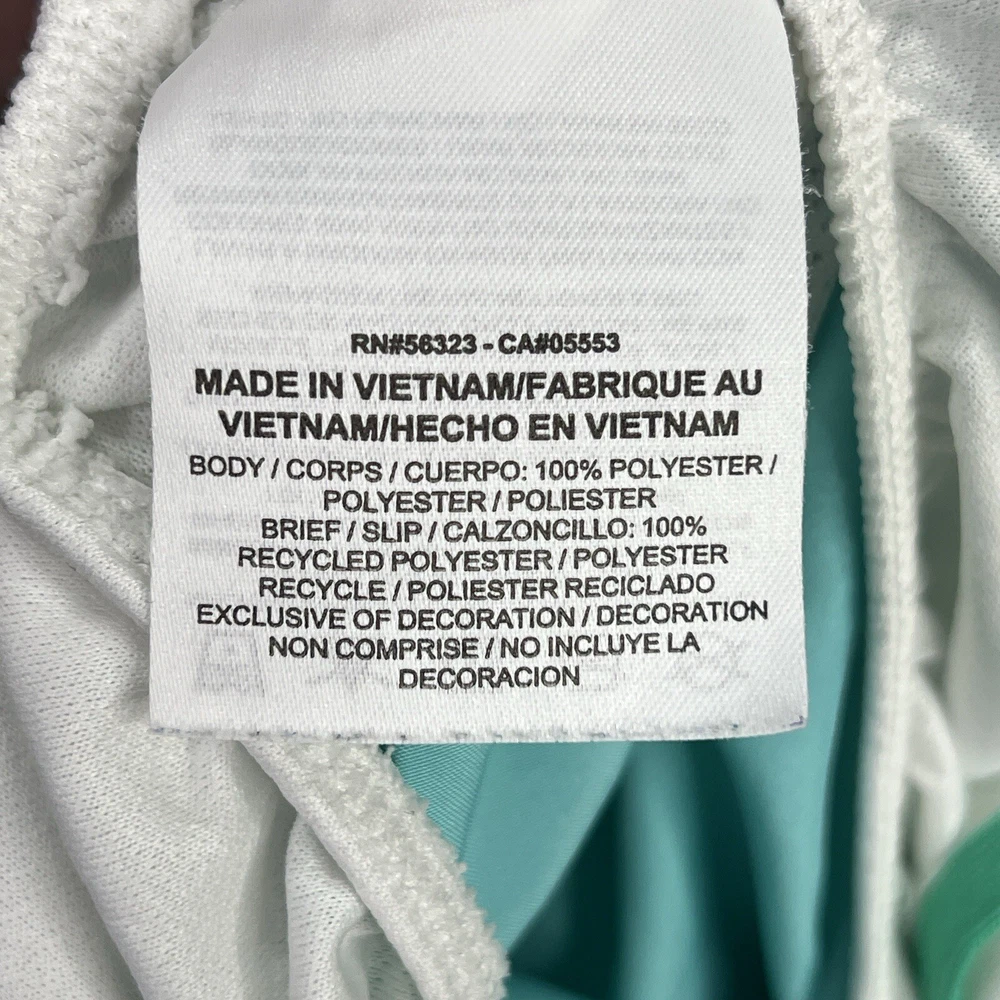 RN#56323 - CA#05553
MADE IN VIETNAM/FABRIQUE AU
VIETNAM/HECHO EN VIETNAM
BODY / CORPS / CUERPO: 100% POLYESTER /
POLYESTER / POLIESTER
BRIEF / SLIP / CALZONCILLO: 100%
RECYCLED POLYESTER / POLYESTER
RECYCLE / POLIESTER RECICLADO
EXCLUSIVE OF DECORATION / DECORATION
NON COMPRISE / NO INCLUYE LA
DECORACION